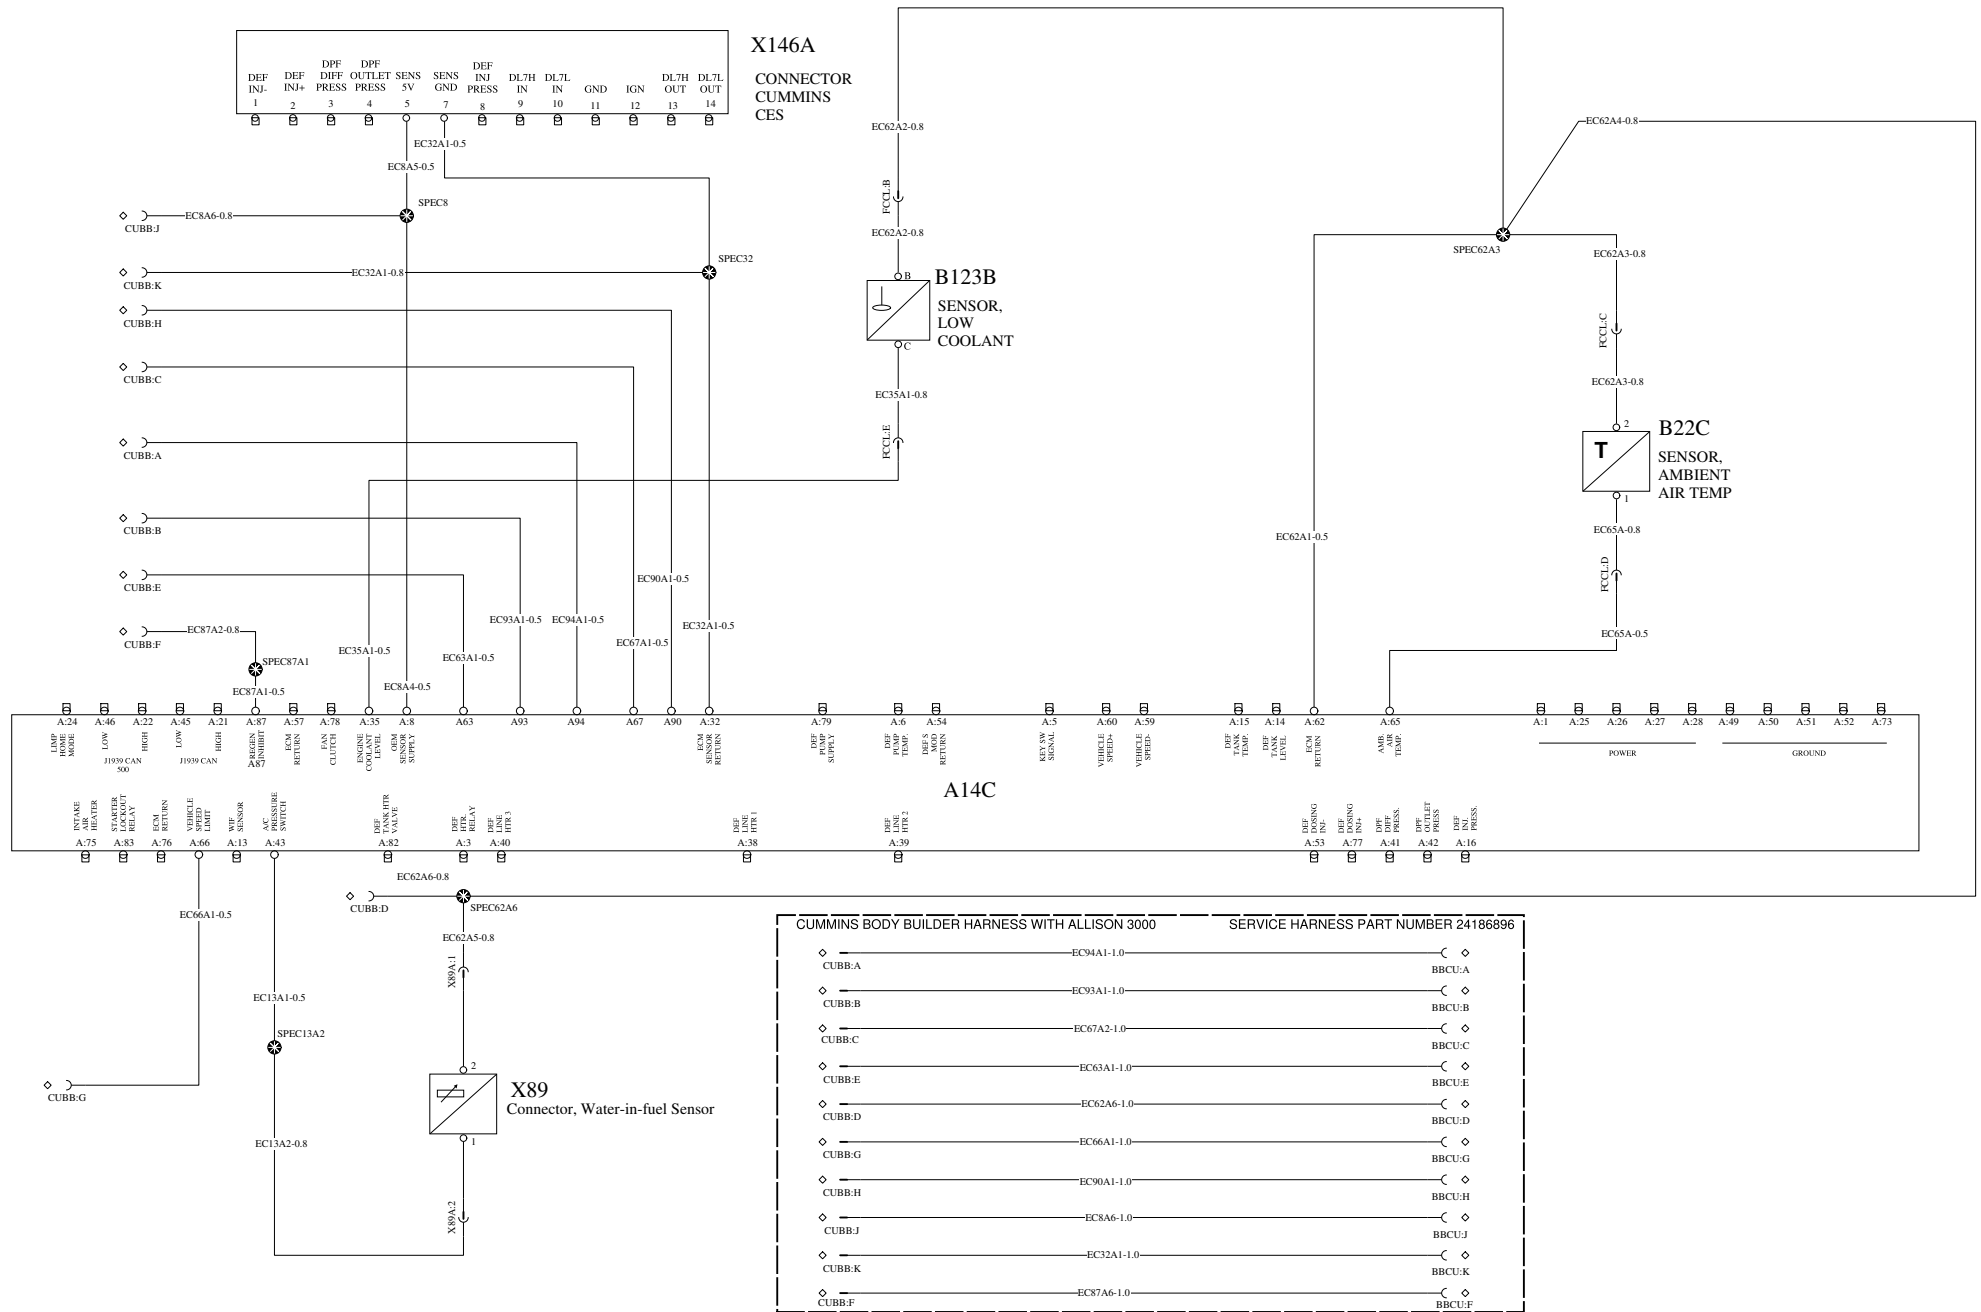 X146A
CONNECTOR
CUMMINS
CES
DEF
INJ-
1
DEF
INJ+
2
DPF
DIFF
PRESS
3
DPF
OUTLET
PRESS
4
SENS
5V
5
SENS
GND
7
DEF
INJ
PRESS
8
DL7H
IN
9
DL7L
IN
10
GND
11
IGN
12
DL7H
OUT
13
DL7L
OUT
14
EC32A1-0.5
EC8A5-0.5
SPEC8
EC8A6-0.8
CUBB:J
SPEC32
EC32A1-0.8
CUBB:K
CUBB:H
CUBB:C
CUBB:A
CUBB:B
CUBB:E
EC87A2-0.8
CUBB:F
SPEC87A1
EC87A1-0.5
EC35A1-0.5
EC8A4-0.5
EC63A1-0.5
EC93A1-0.5
EC94A1-0.5
EC67A1-0.5
EC90A1-0.5
EC32A1-0.5
EC62A2-0.8
FCCL:B
EC62A2-0.8
B
B123B
SENSOR,
LOW
COOLANT
C
EC35A1-0.8
FCCL:E
EC62A4-0.8
SPEC62A3
EC62A3-0.8
FCCL:C
EC62A3-0.8
2
B22C
T
SENSOR,
AMBIENT
AIR TEMP
1
EC65A-0.8
FCCL:D
EC65A-0.5
EC62A1-0.5
A:24
LIMP
HOME
MODE
A:46
LOW
A:22
HIGH
J1939 CAN
500
A:45
LOW
A:21
HIGH
J1939 CAN
A:87
REGEN
INHIBIT
A87
A:57
ECM
RETURN
A:78
FAN
CLUTCH
A:35
ENGINE
COOLANT
LEVEL
A:8
OEM
SENSOR
SUPPLY
A63
A93
A94
A67
A90
A:32
ECM
SENSOR
RETURN
A:79
DEF
PUMP
SUPPLY
A:6
DEF
PUMP
TEMP.
A:54
DEF S
MOD
RETURN
A:5
KEY SW
SIGNAL
A:60
VEHICLE
SPEED+
A:59
VEHICLE
SPEED-
A:15
DEF
TANK
TEMP.
A:14
DEF
TANK
LEVEL
A:62
ECM
RETURN
A:65
AMB.
AIR
TEMP.
A:1
A:25
A:26
A:27
A:28
POWER
A:49
A:50
A:51
A:52
A:73
GROUND
A14C
INTAKE
AIR
HEATER
A:75
STARTER
LOCKOUT
RELAY
A:83
ECM
RETURN
A:76
VEHICLE
SPEED
LIMIT
A:66
WIF
SENSOR
A:13
A/C
PRESSURE
SWITCH
A:43
DEF
TANK HTR
VALVE
A:82
DEF
HTR.
RELAY
A:3
DEF
LINE
HTR 3
A:40
DEF
LINE
HTR 1
A:38
DEF
LINE
HTR 2
A:39
DEF
DOSING
INJ-
A:53
DEF
DOSING
INJ+
A:77
DPF
DIFF
PRESS.
A:41
DPF
OUTLET
PRESS
A:42
DEF
INJ.
PRESS.
A:16
EC62A6-0.8
CUBB:D
SPEC62A6
EC66A1-0.5
EC62A5-0.8
X89A:1
EC13A1-0.5
SPEC13A2
2
X89
Connector, Water-in-fuel Sensor
1
CUBB:G
EC13A2-0.8
X89A:2
CUMMINS BODY BUILDER HARNESS WITH ALLISON 3000 SERVICE HARNESS PART NUMBER 24186896
CUBB:A EC94A1-1.0 BBCU:A
CUBB:B EC93A1-1.0 BBCU:B
CUBB:C EC67A2-1.0 BBCU:C
CUBB:E EC63A1-1.0 BBCU:E
CUBB:D EC62A6-1.0 BBCU:D
CUBB:G EC66A1-1.0 BBCU:G
CUBB:H EC90A1-1.0 BBCU:H
CUBB:J EC8A6-1.0 BBCU:J
CUBB:K EC32A1-1.0 BBCU:K
CUBB:F EC87A6-1.0 BBCU:F